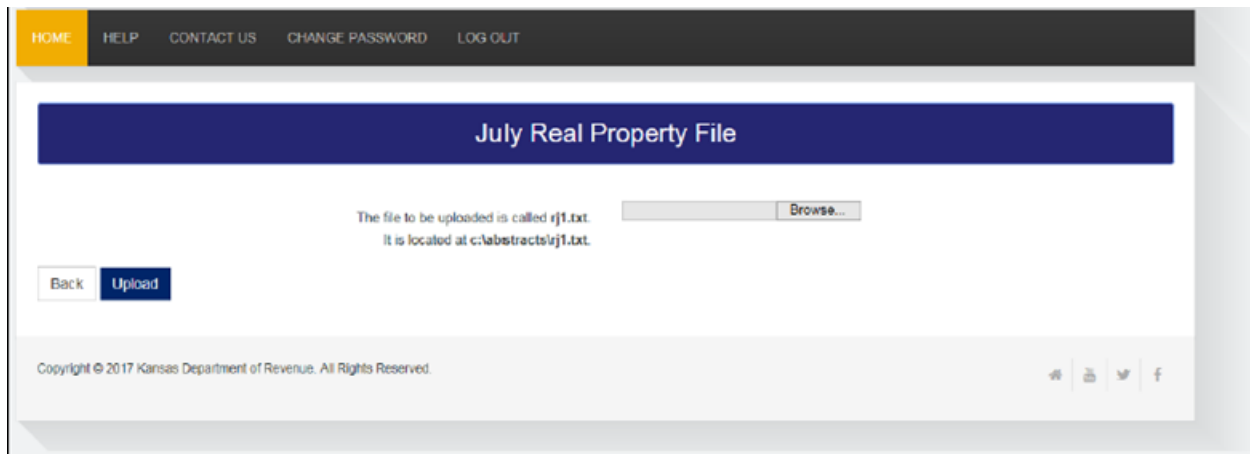 HOME HELP CONTACT US CHANGE PASSWORD LOG OUT
July Real Property File
The file to be uploaded is called rj1.txt.
Browse...
It is located at c:\abstracts\rj1.txt.
Back Upload
Copyright © 2017 Kansas Department of Revenue. All Rights Reserved.